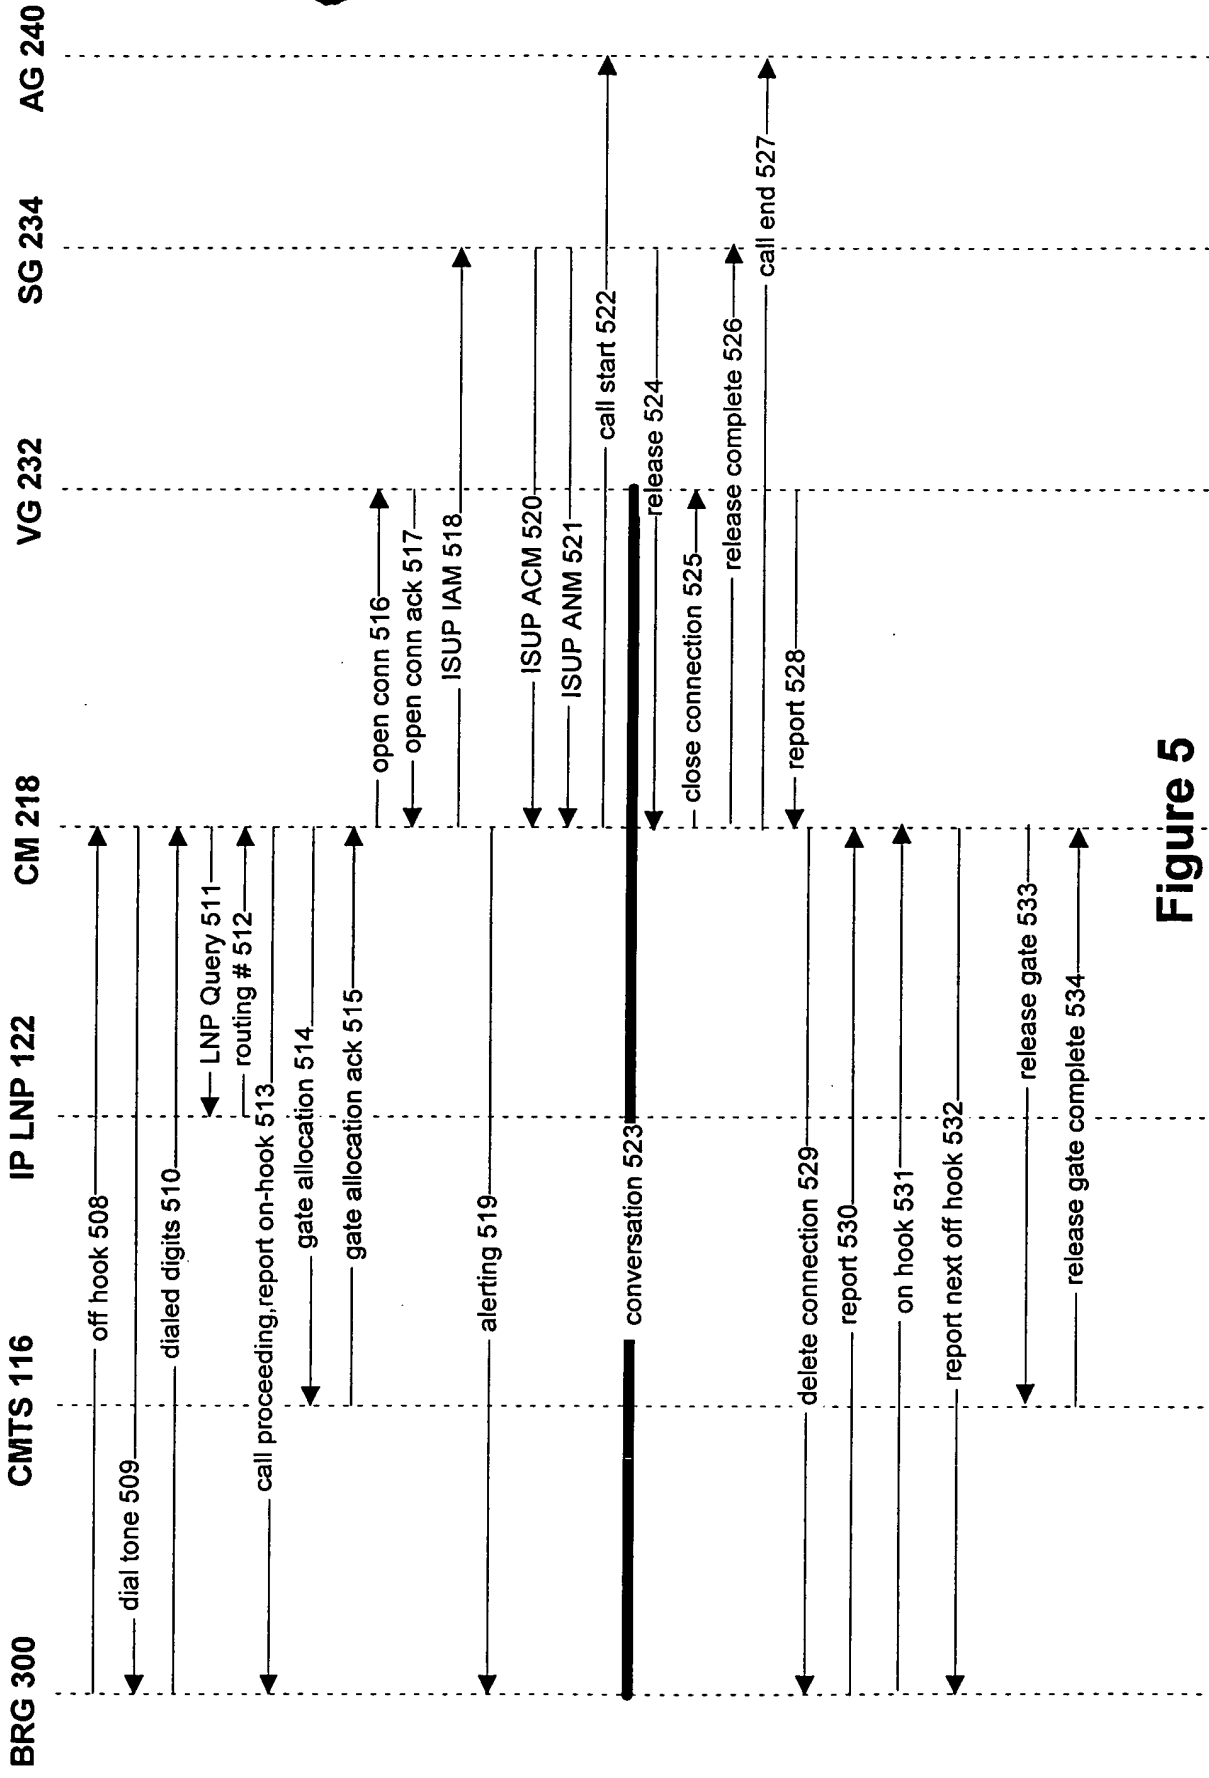 BRG 300
CMTS 116
IP LNP 122
CM 218
VG 232
SG 234
AG 240
off hook 508
dial tone 509
dialed digits 510
LNP Query 511
routing # 512
call proceeding,report on-hook 513
gate allocation 514
gate allocation ack 515
open conn 516
open conn ack 517
ISUP IAM 518
alerting 519
ISUP ACM 520
ISUP ANM 521
call start 522
conversation 523
release 524
close connection 525
release complete 526
call end 527
report 528
delete connection 529
report 530
on hook 531
report next off hook 532
release gate 533
release gate complete 534
Figure 5